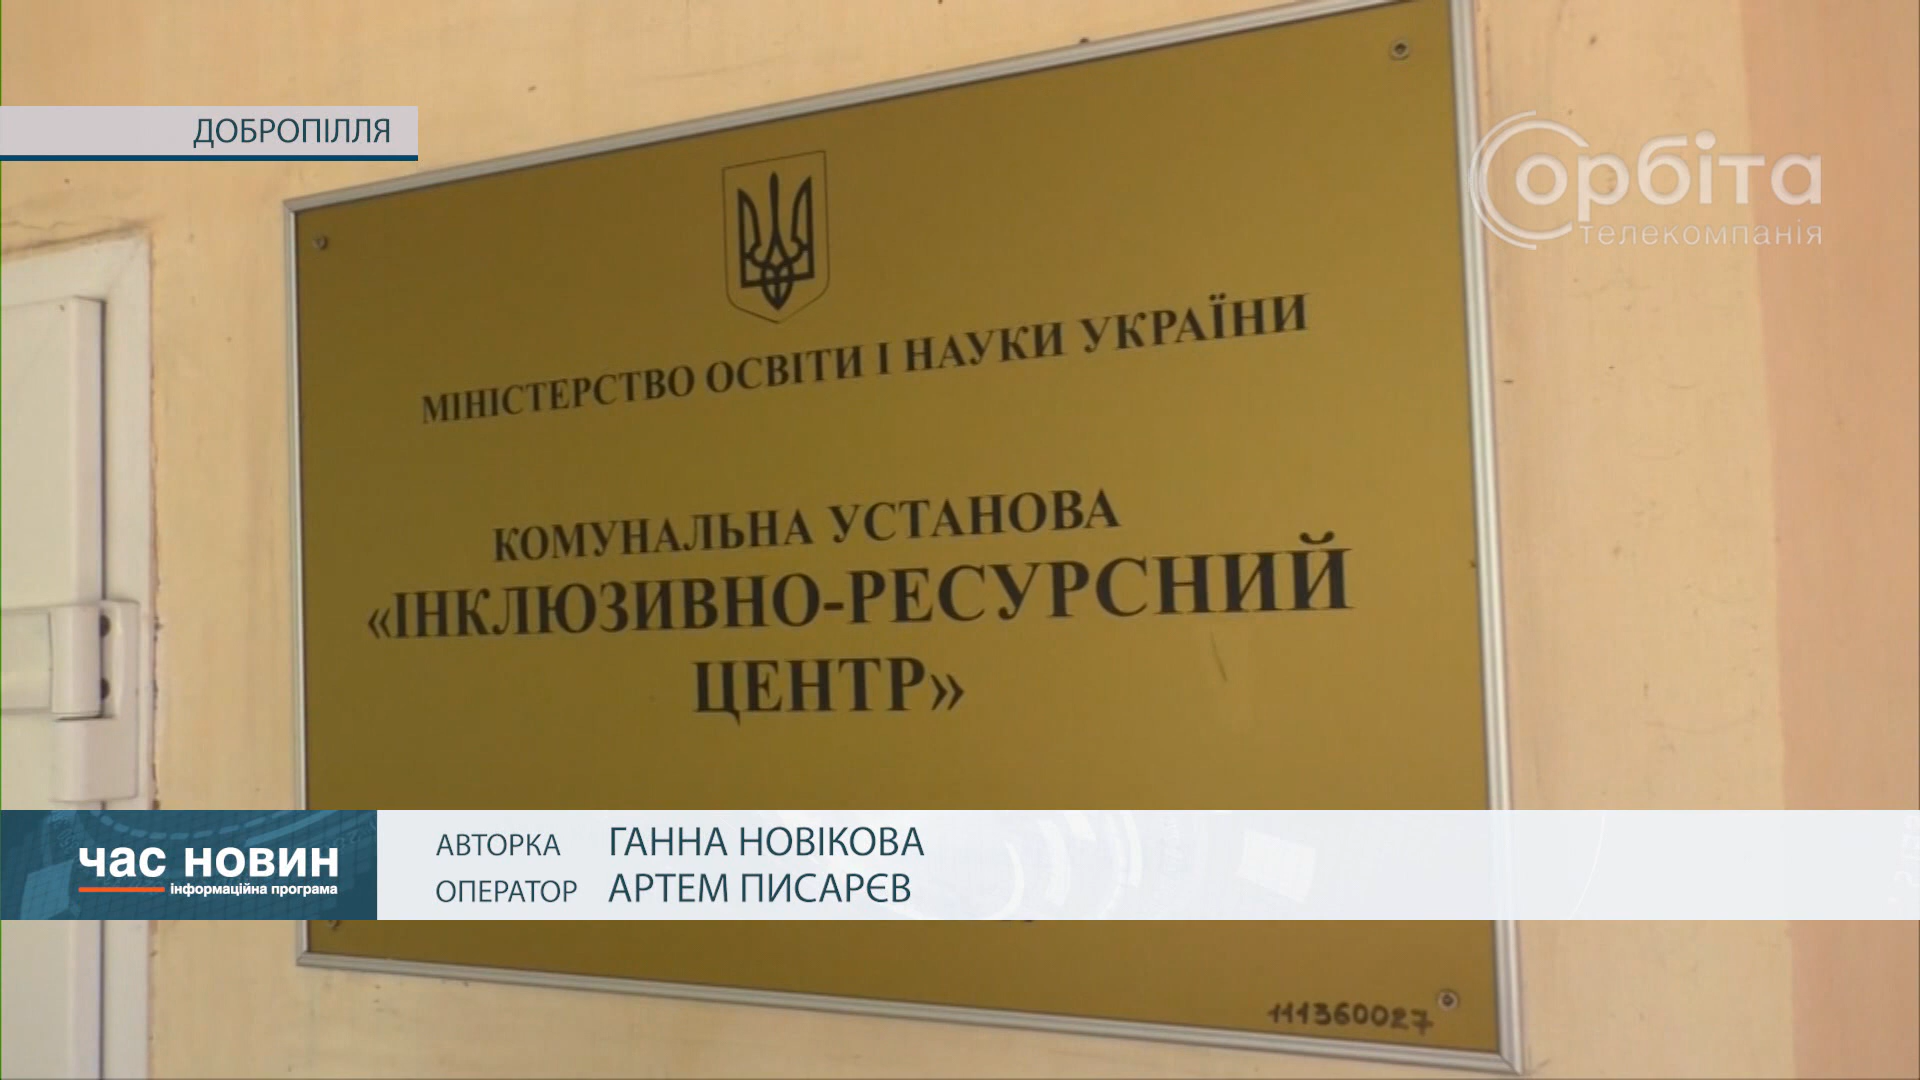 ДОБРОПІЛЛЯ
орбіта
телекомпанія
МІНІСТЕРСТВО ОСВІТИ І НАУКИ УКРАЇНИ
КОМУНАЛЬНА УСТАНОВА
«ІНКЛЮЗИВНО-РЕСУРСНИЙ
ЦЕНТР»
час новин
інформаційна програма
АВТОРКА ГАННА НОВІКОВА
ОПЕРАТОР АРТЕМ ПИСАРЄВ
111360027